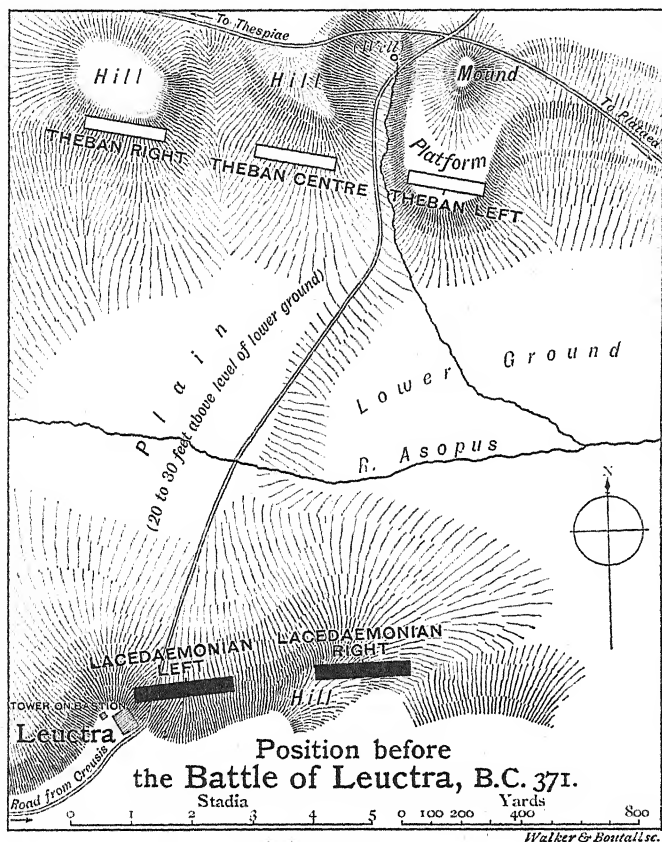 To Thespiae
Hill
Hill
Well
Mound
To Plataea
THEBAN RIGHT
THEBAN CENTRE
Platform
THEBAN LEFT
Plain
(20 to 30 feet above level of lower ground)
Lower Ground
R. Asopus
N
LACEDAEMONIAN
LEFT
LACEDAEMONIAN
RIGHT
Hill
TOWER ON BASTION
Leuctra
Road from Creusis
Position before
the Battle of Leuctra, B.C. 371.
Stadia Yards
0 1 2 3 4 5 0 100 200 400 800
Walker & Boutall sc.